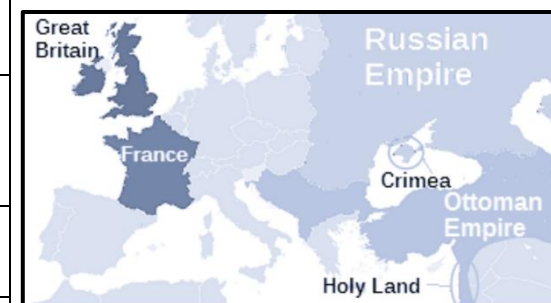 Great
Britain
Russian
Empire
France
Crimea
Ottoman
Empire
Holy Land